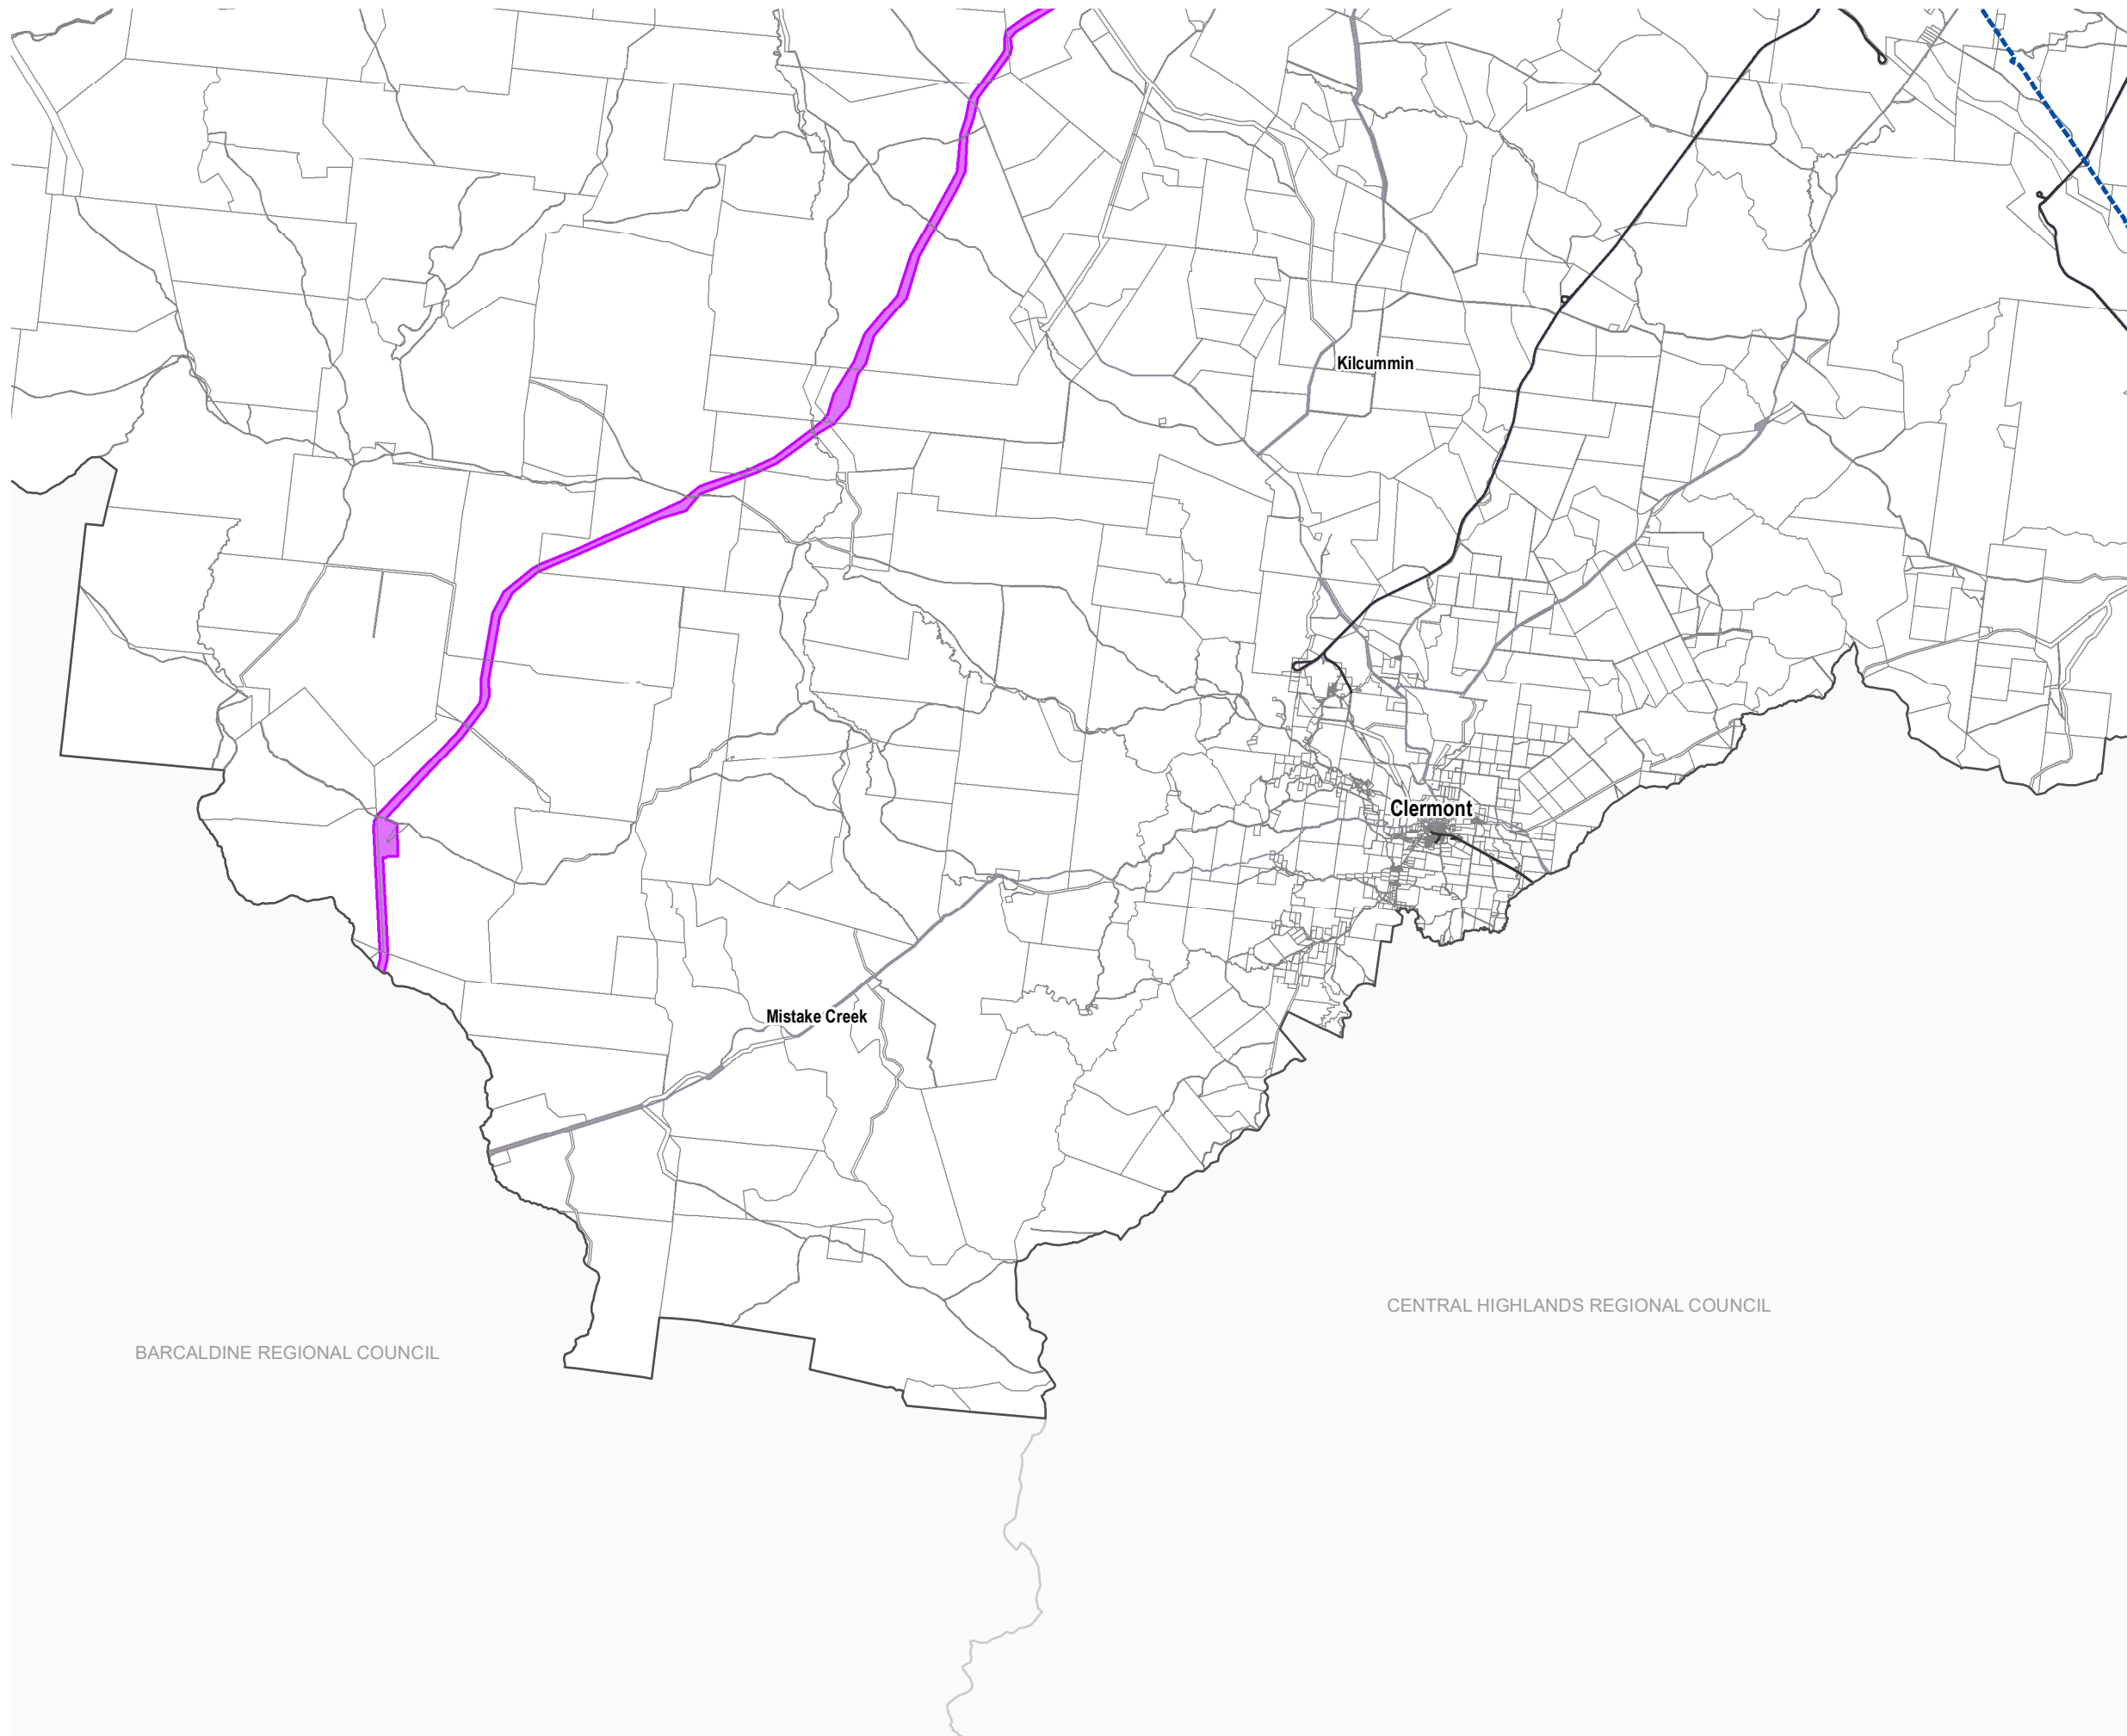 Kilcummin
Clermont
Mistake Creek
CENTRAL HIGHLANDS REGIONAL COUNCIL
BARCALDINE REGIONAL COUNCIL